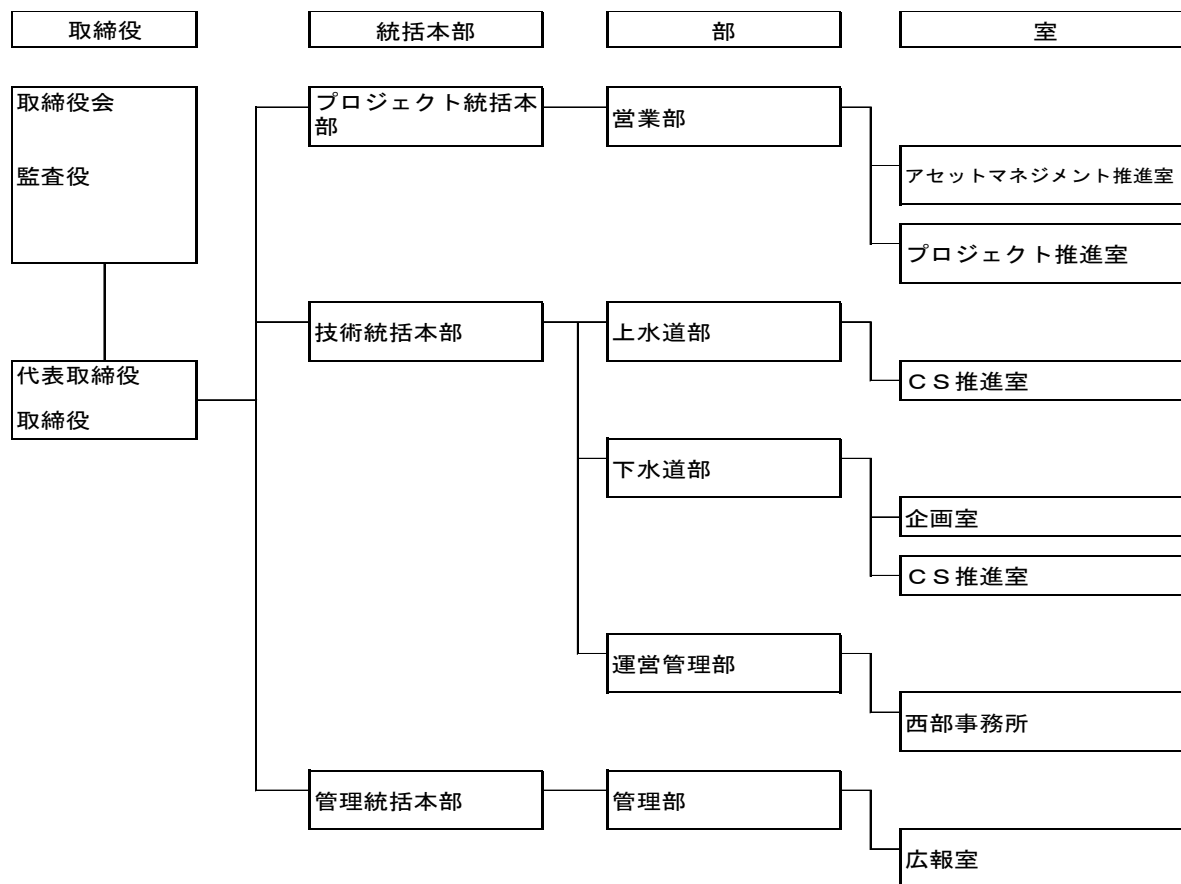 取締役
統括本部
部
室
取締役会
監査役
代表取締役
取締役
プロジェクト統括本
部
営業部
アセットマネジメント推進室
プロジェクト推進室
技術統括本部
上水道部
ＣＳ推進室
下水道部
企画室
ＣＳ推進室
運営管理部
西部事務所
管理統括本部
管理部
広報室